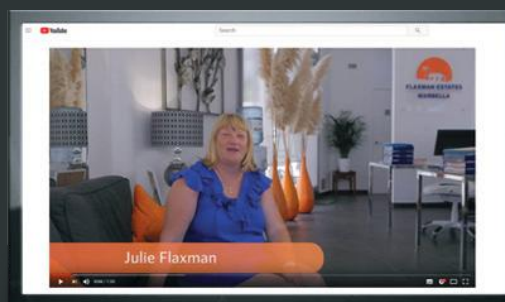 YouTube
Search
FLAXMAN ESTATES
MARBELLA
Julie Flaxman